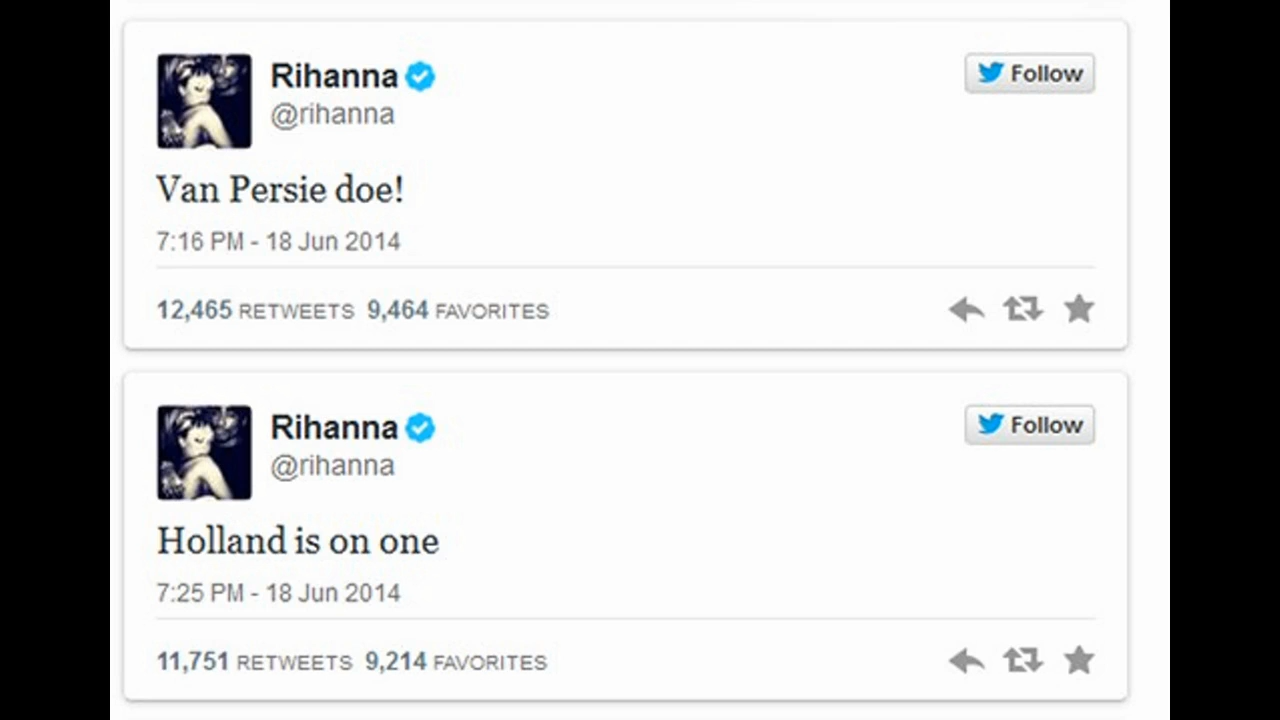 Rihanna
Follow
@rihanna
Van Persie doe!
7:16 PM - 18 Jun 2014
12,465 RETWEETS 9,464 FAVORITES
Rihanna
Follow
@rihanna
Holland is on one
7:25 PM - 18 Jun 2014
11,751 RETWEETS 9,214 FAVORITES